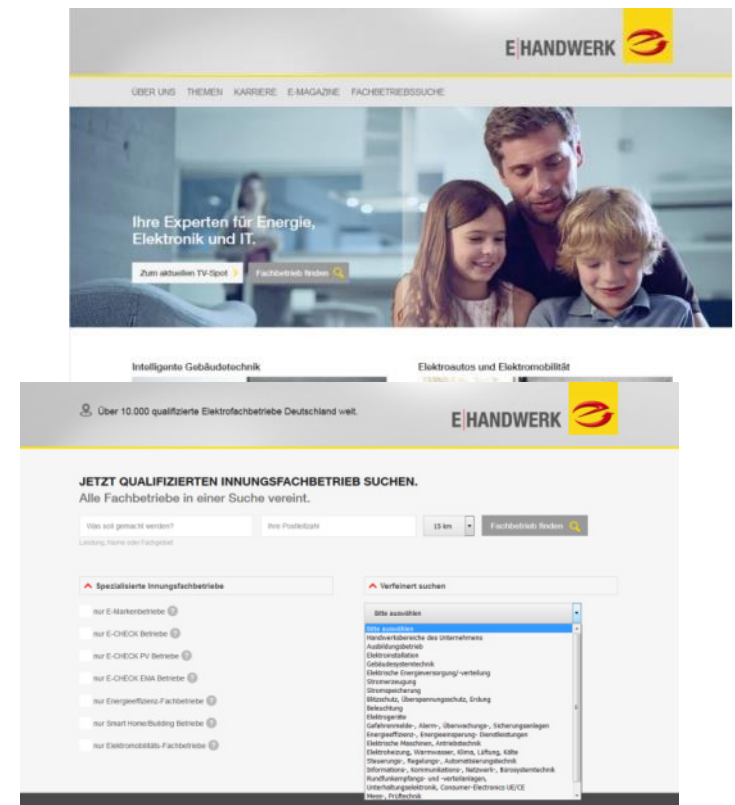 E|HANDWERK
ÜBER UNS THEMEN KARRIERE E-MAGAZINE FACHBETRIEBSSUCHE
Ihre Experten für Energie,
Elektronik und IT.
Zum aktuellen TV-Spot Fachbetrieb finden
Intelligente Gebäudetechnik Elektroautos und Elektromobilität
Über 10.000 qualifizierte Elektrofachbetriebe Deutschland weit.
E|HANDWERK
JETZT QUALIFIZIERTEN INNUNGSFACHBETRIEB SUCHEN.
Alle Fachbetriebe in einer Suche vereint.
Was soll gemacht werden? Ihre Postleitzahl 15 km Fachbetrieb finden
Leistung, Name oder Fachgebiet
Spezialisierte Innungsfachbetriebe
nur E-Markenbetriebe ?
nur E-CHECK Betriebe ?
nur E-CHECK PV Betriebe ?
nur E-CHECK EMA Betriebe ?
nur Energieeffizienz-Fachbetriebe ?
nur Smart Home/Building Betriebe ?
nur Elektromobilitäts-Fachbetriebe ?
Verfeinert suchen
Bitte auswählen
Bitte auswählen
Handwerksbereiche des Unternehmens
Ausbildungsbetrieb
Elektroinstallation
Gebäudesystemtechnik
Elektrische Energieversorgung/-verteilung
Stromerzeugung
Stromspeicherung
Blitzschutz, Überspannungsschutz, Erdung
Beleuchtung
Elektrogeräte
Gefahrenmelde-, Alarm-, Überwachungs-, Sicherungsanlagen
Energieeffizienz-, Energieeinsparung- Dienstleistungen
Elektrische Maschinen, Antriebstechnik
Elektroheizung, Warmwasser, Klima, Lüftung, Kälte
Steuerungs-, Regelungs-, Automatisierungstechnik
Informations-, Kommunikations-, Netzwerk-, Bürosystemtechnik
Rundfunkempfangs- und -verteilanlagen,
Unterhaltungselektronik, Consumer-Electronics UE/CE
Mess-, Prüftechnik